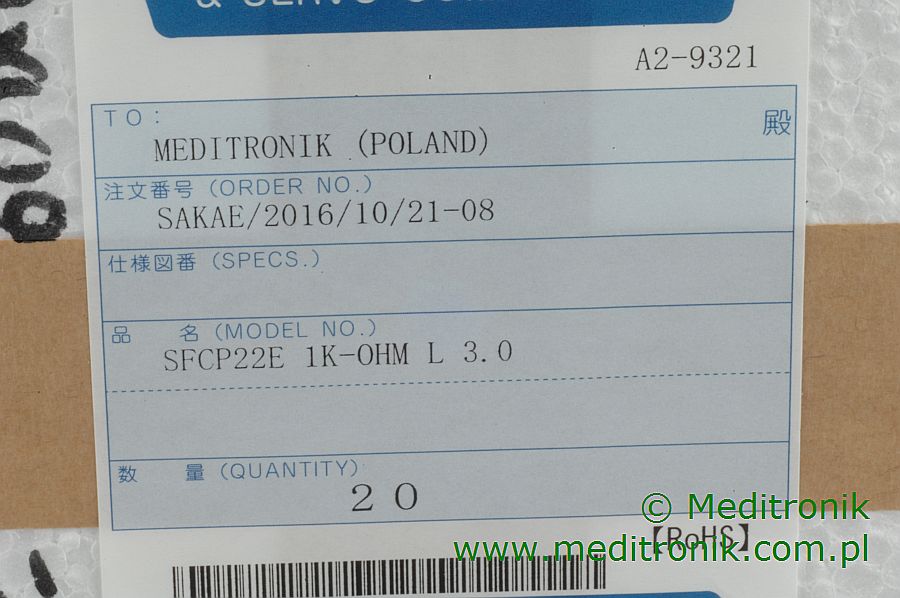 A2-9321
TO:
殿
MEDITRONIK (POLAND)
注文番号 (ORDER NO.)
SAKAE/2016/10/21-08
仕様図番 (SPECS.)
品 名 (MODEL NO.)
SFCP22E 1K-OHM L 3.0
数 量 (QUANTITY)
20
© Meditronik
【RoHS】
www.meditronik.com.pl